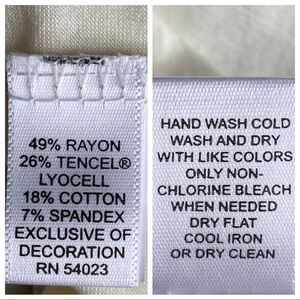 49% RAYON
26% TENCEL®
LYOCELL
18% COTTON
7% SPANDEX
EXCLUSIVE OF
DECORATION
RN 54023
HAND WASH COLD
WASH AND DRY
WITH LIKE COLORS
ONLY NON-
CHLORINE BLEACH
WHEN NEEDED
DRY FLAT
COOL IRON
OR DRY CLEAN